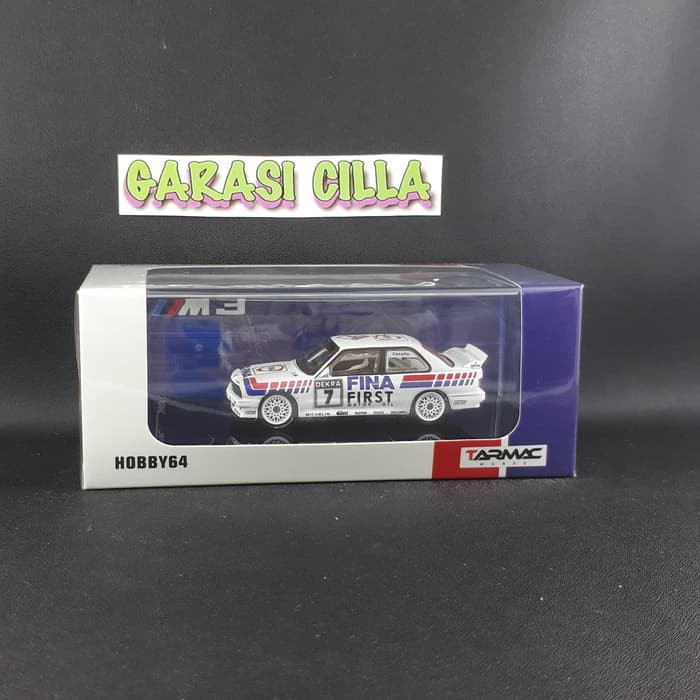 GARASI CILLA
M3
DEKRA
7
FINA
FIRST
MICHELIN
HOBBY64
TARMAC
WORKS